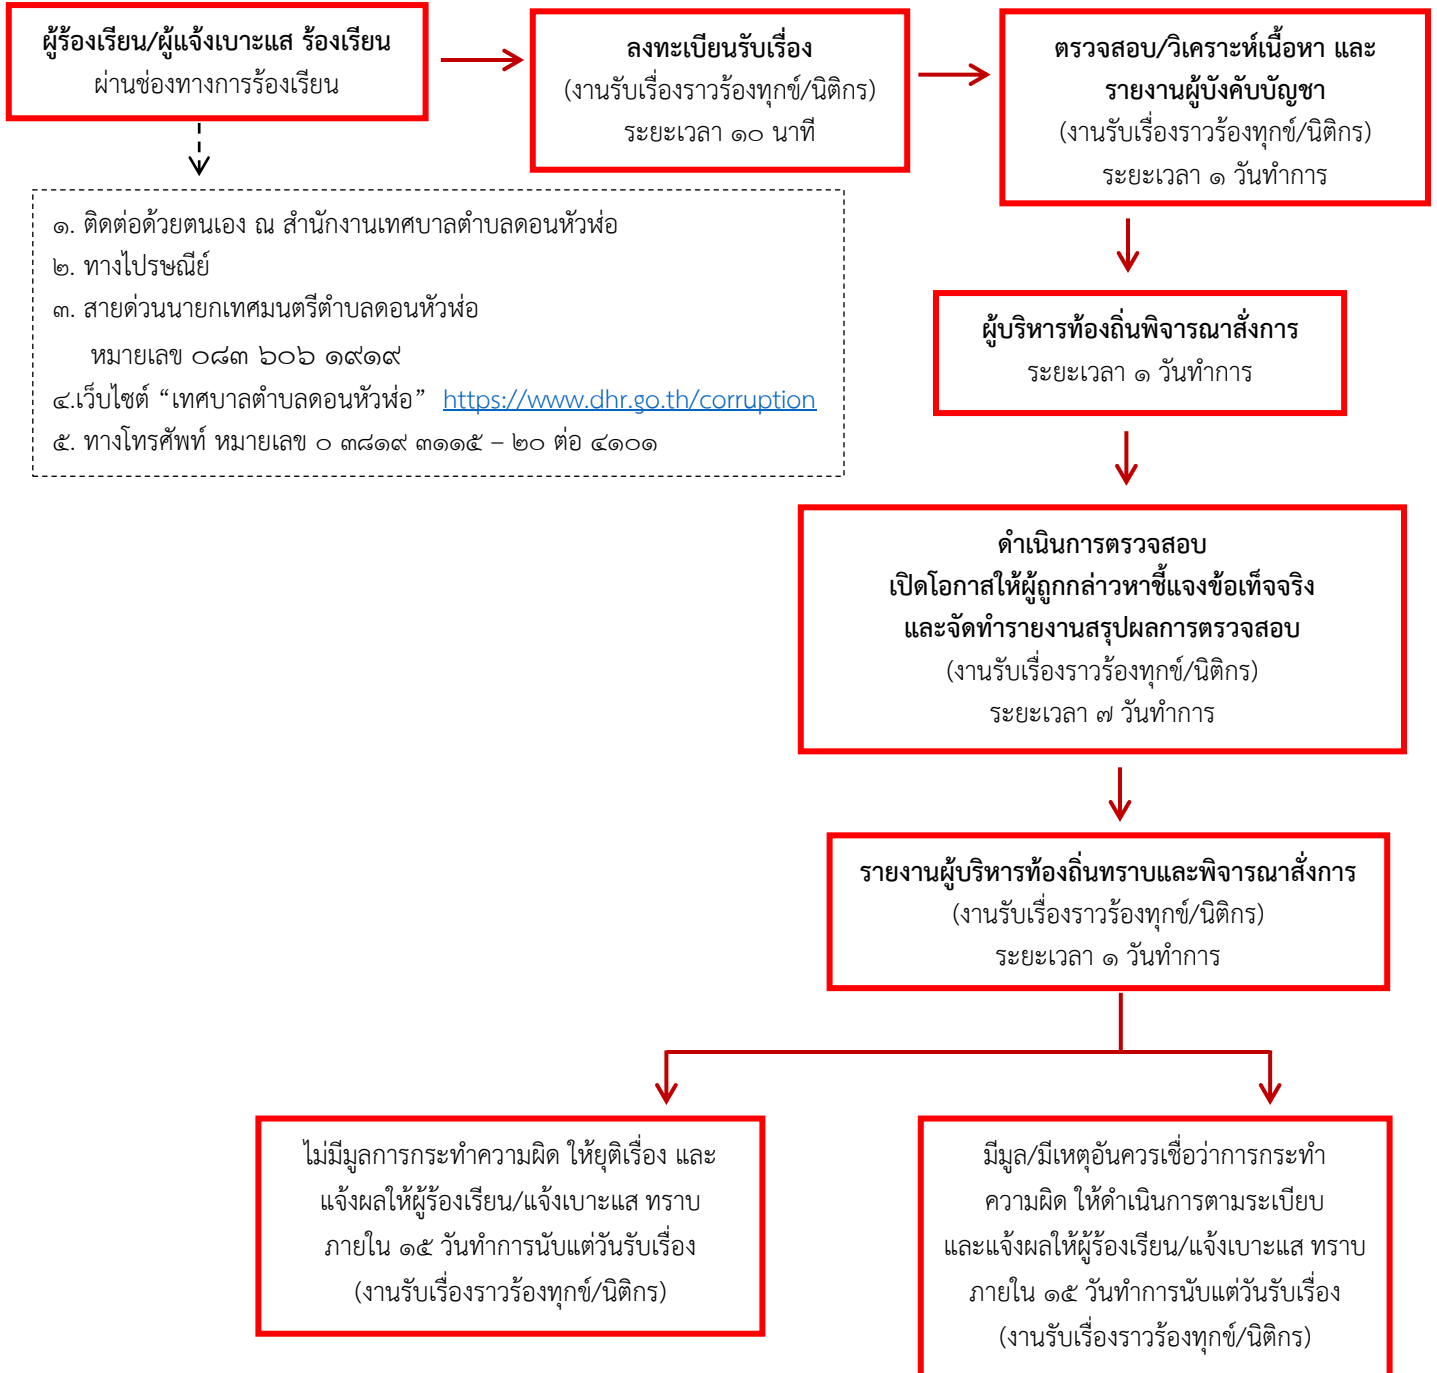 ผู้ร้องเรียน/ผู้แจ้งเบาะแส ร้องเรียน
ผ่านช่องทางการร้องเรียน
ลงทะเบียนรับเรื่อง
(งานรับเรื่องราวร้องทุกข์/นิติกร)
ระยะเวลา ๑๐ นาที
ตรวจสอบ/วิเคราะห์เนื้อหา และ
รายงานผู้บังคับบัญชา
(งานรับเรื่องราวร้องทุกข์/นิติกร)
ระยะเวลา ๑ วันทำการ
๑. ติดต่อด้วยตนเอง ณ สำนักงานเทศบาลตำบลดอนหัวฬ่อ
๒. ทางไปรษณีย์
๓. สายด่วนนายกเทศมนตรีตำบลดอนหัวฬ่อ
หมายเลข ๐๘๓ ๖๐๖ ๑๙๑๙
๔.เว็บไซต์ “เทศบาลตำบลดอนหัวฬ่อ” https://www.dhr.go.th/corruption
๕. ทางโทรศัพท์ หมายเลข ๐ ๓๘๑๙ ๓๑๑๕ – ๒๐ ต่อ ๔๑๐๑
ผู้บริหารท้องถิ่นพิจารณาสั่งการ
ระยะเวลา ๑ วันทำการ
ดำเนินการตรวจสอบ
เปิดโอกาสให้ผู้ถูกกล่าวหาชี้แจงข้อเท็จจริง
และจัดทำรายงานสรุปผลการตรวจสอบ
(งานรับเรื่องราวร้องทุกข์/นิติกร)
ระยะเวลา ๗ วันทำการ
รายงานผู้บริหารท้องถิ่นทราบและพิจารณาสั่งการ
(งานรับเรื่องราวร้องทุกข์/นิติกร)
ระยะเวลา ๑ วันทำการ
ไม่มีมูลการกระทำความผิด ให้ยุติเรื่อง และ
แจ้งผลให้ผู้ร้องเรียน/แจ้งเบาะแส ทราบ
ภายใน ๑๕ วันทำการนับแต่วันรับเรื่อง
(งานรับเรื่องราวร้องทุกข์/นิติกร)
มีมูล/มีเหตุอันควรเชื่อว่าการกระทำ
ความผิด ให้ดำเนินการตามระเบียบ
และแจ้งผลให้ผู้ร้องเรียน/แจ้งเบาะแส ทราบ
ภายใน ๑๕ วันทำการนับแต่วันรับเรื่อง
(งานรับเรื่องราวร้องทุกข์/นิติกร)